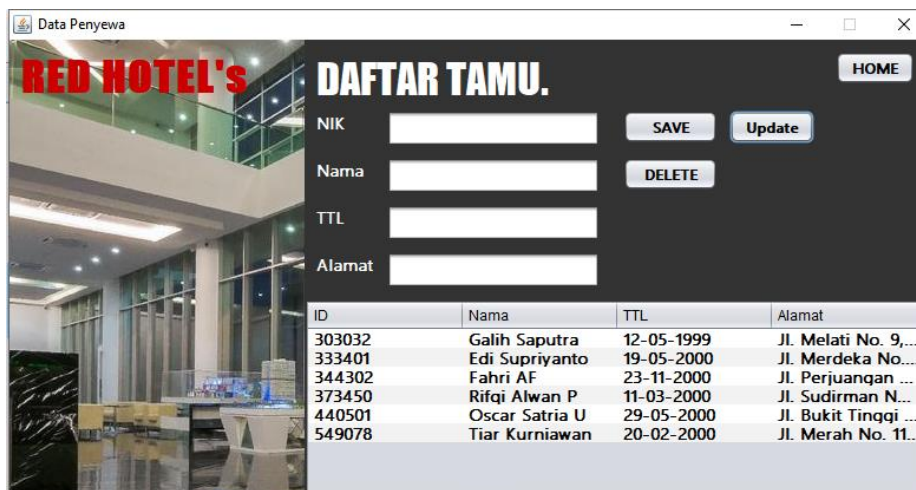 Data Penyewa
RED HOTEL's
DAFTAR TAMU.
HOME
NIK
SAVE
Update
Nama
DELETE
TTL
Alamat
ID Nama TTL Alamat
303032 Galih Saputra 12-05-1999 Jl. Melati No. 9,...
333401 Edi Supriyanto 19-05-2000 Jl. Merdeka No....
344302 Fahri AF 23-11-2000 Jl. Perjuangan ...
373450 Rifqi Alwan P 11-03-2000 Jl. Sudirman N...
440501 Oscar Satria U 29-05-2000 Jl. Bukit Tinggi ...
549078 Tiar Kurniawan 20-02-2000 Jl. Merah No. 11...